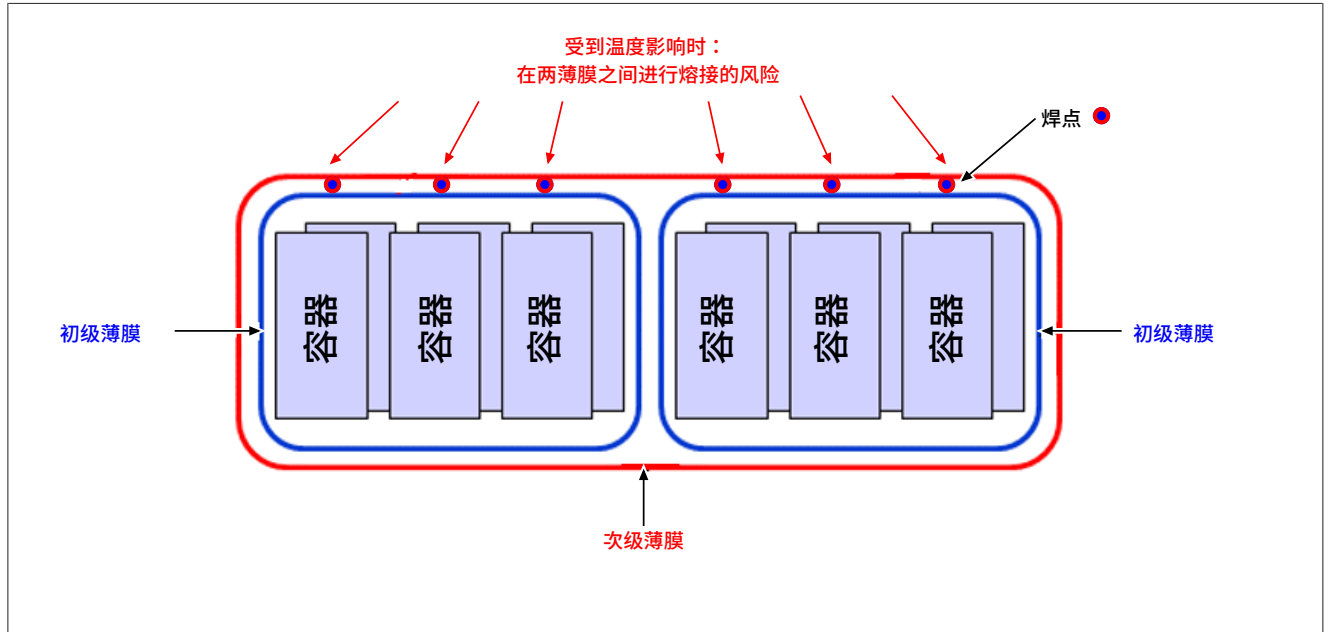 受到温度影响时：
在两薄膜之间进行熔接的风险
焊点
容器
容器
容器
容器
容器
容器
初级薄膜
初级薄膜
次级薄膜